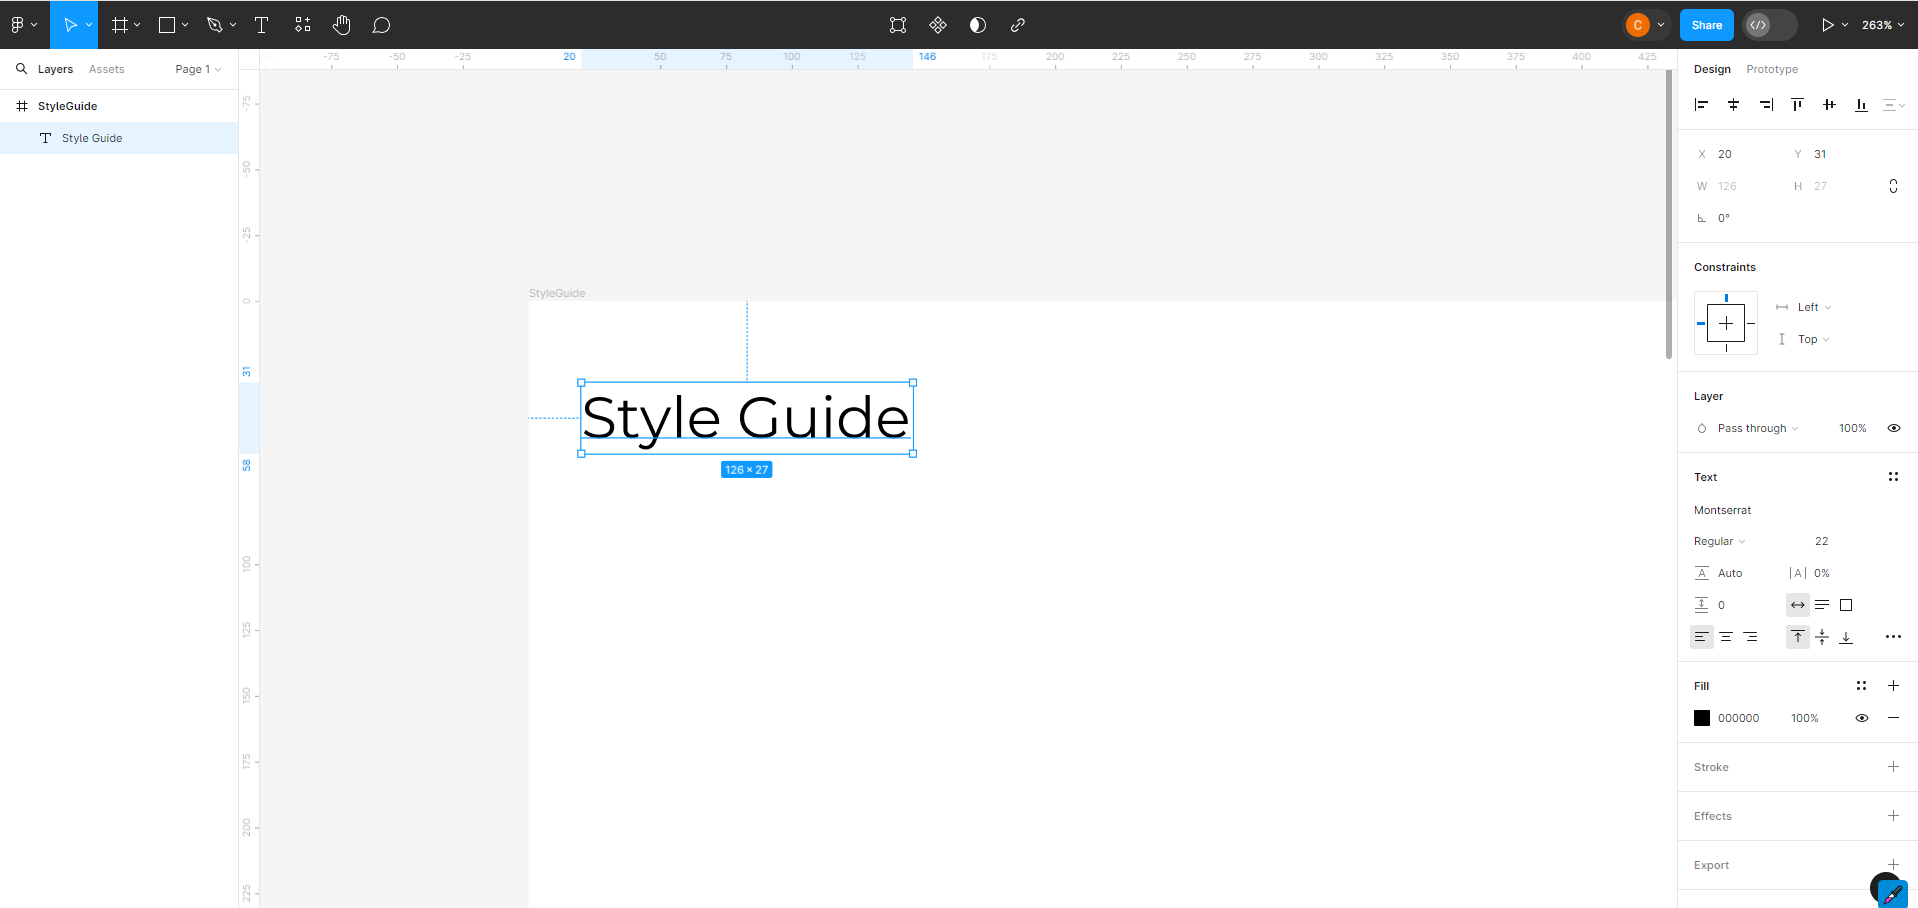 C
Share
263%
Layers
Assets
Page 1
StyleGuide
Style Guide
-75
-50
-25
20
50
75
100
125
146
175
200
225
250
275
300
325
350
375
400
425
-75
-50
-25
0
31
58
100
125
150
175
200
225
StyleGuide
Style Guide
126 × 27
Design
Prototype
X 20
Y 31
W 126
H 27
0°
Constraints
Left
Top
Layer
Pass through
100%
Text
Montserrat
Regular
22
A Auto
|A| 0%
0
Fill
000000
100%
Stroke
Effects
Export